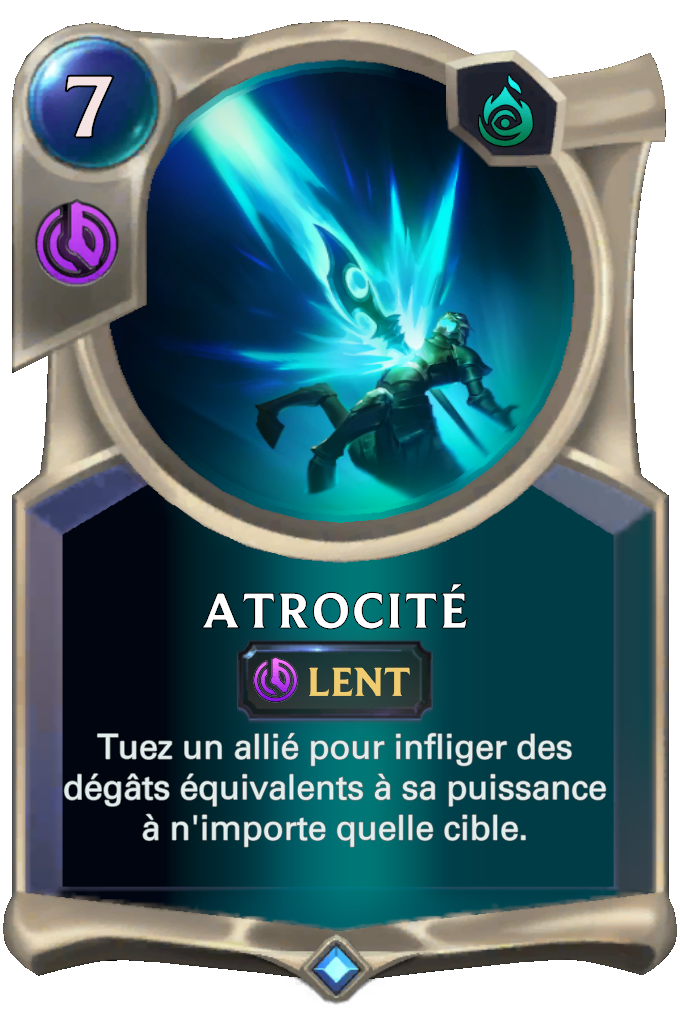 7
ATROCITÉ
LENT
Tuez un allié pour infliger des
dégâts équivalents à sa puissance
à n'importe quelle cible.